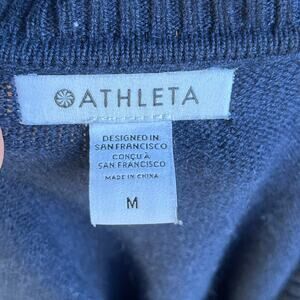 ATHLETA
DESIGNED IN
SAN FRANCISCO
CONÇU À
SAN FRANCISCO
MADE IN CHINA
M